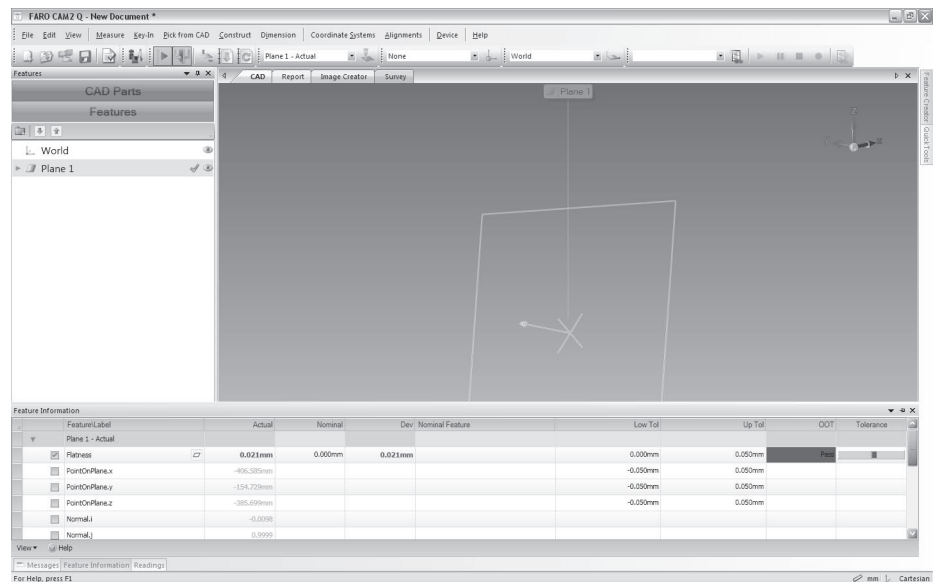 FARO CAM2 Q - New Document *
File Edit View Measure Key-In Pick from CAD Construct Dimension Coordinate Systems Alignments Device Help
Plane 1 - Actual None World
Features
CAD Report Image Creator Survey
CAD Parts
Features
World
Plane 1
Plane 1
Feature Creator
QuickTools
Feature Information
Feature\Label Actual Nominal Dev Nominal Feature Low Tol Up Tol OOT Tolerance
Plane 1 - Actual
Flatness 0.021mm 0.000mm 0.021mm 0.000mm 0.050mm Pass
PointOnPlane.x -406.585mm -0.050mm 0.050mm
PointOnPlane.y -154.729mm -0.050mm 0.050mm
PointOnPlane.z -385.699mm -0.050mm 0.050mm
Normal.i -0.0098
Normal.j 0.9999
View Help
Messages Feature Information Readings
For Help, press F1 mm Cartesian